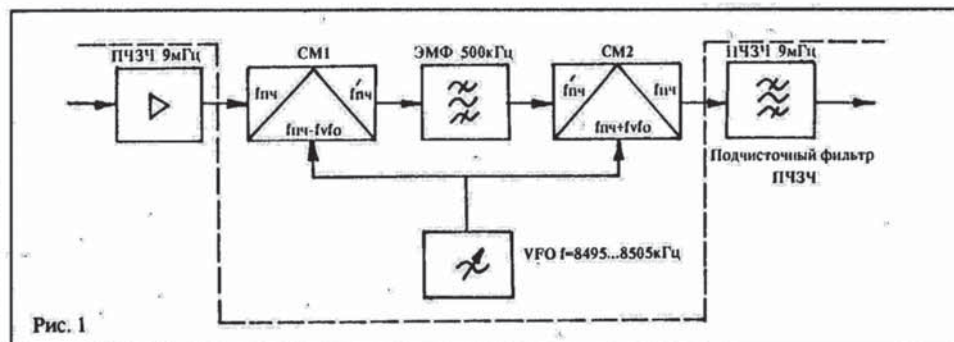 ПЧЗЧ 9мГц
СМ1
ЭМФ 500кГц
СМ2
ПЧЗЧ 9мГц
fпч
f́пч
fпч-fvfo
f́пч
fпч
fпч+fvfo
Подчисточный фильтр
ПЧЗЧ
VFO f=8495...8505кГц
Рис. 1